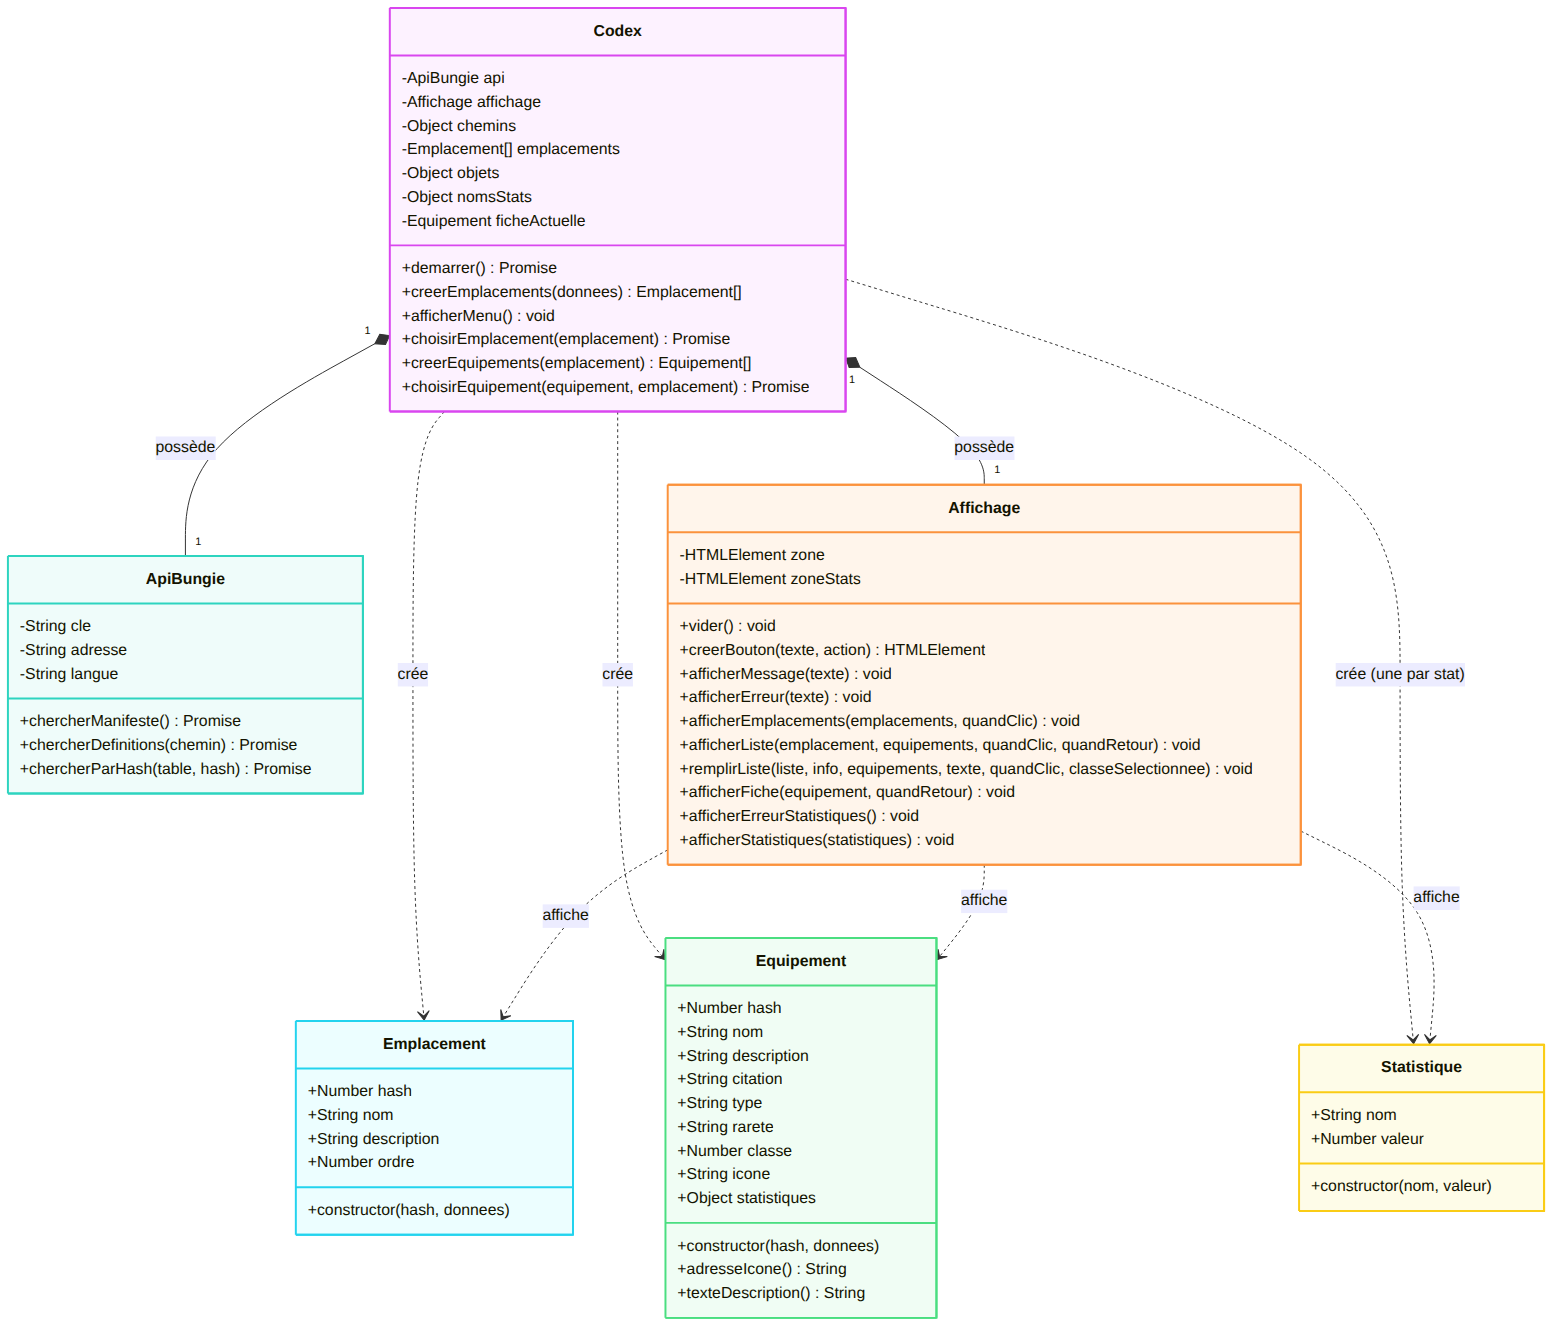 Codex
-ApiBungie api
-Affichage affichage
-Object chemins
-Emplacement[] emplacements
-Object objets
-Object nomsStats
-Equipement ficheActuelle
+demarrer() : Promise
+creerEmplacements(donnees) : Emplacement[]
+afficherMenu() : void
+choisirEmplacement(emplacement) : Promise
+creerEquipements(emplacement) : Equipement[]
+choisirEquipement(equipement, emplacement) : Promise
1
1
possède
possède
1
1
ApiBungie
-String cle
-String adresse
-String langue
+chercherManifeste() : Promise
+chercherDefinitions(chemin) : Promise
+chercherParHash(table, hash) : Promise
crée
crée
Affichage
-HTMLElement zone
-HTMLElement zoneStats
+vider() : void
+creerBouton(texte, action) : HTMLElement
+afficherMessage(texte) : void
+afficherErreur(texte) : void
+afficherEmplacements(emplacements, quandClic) : void
+afficherListe(emplacement, equipements, quandClic, quandRetour) : void
+remplirListe(liste, info, equipements, texte, quandClic, classeSelectionnee) : void
+afficherFiche(equipement, quandRetour) : void
+afficherErreurStatistiques() : void
+afficherStatistiques(statistiques) : void
crée (une par stat)
affiche
affiche
affiche
Emplacement
+Number hash
+String nom
+String description
+Number ordre
+constructor(hash, donnees)
Equipement
+Number hash
+String nom
+String description
+String citation
+String type
+String rarete
+Number classe
+String icone
+Object statistiques
+constructor(hash, donnees)
+adresseIcone() : String
+texteDescription() : String
Statistique
+String nom
+Number valeur
+constructor(nom, valeur)